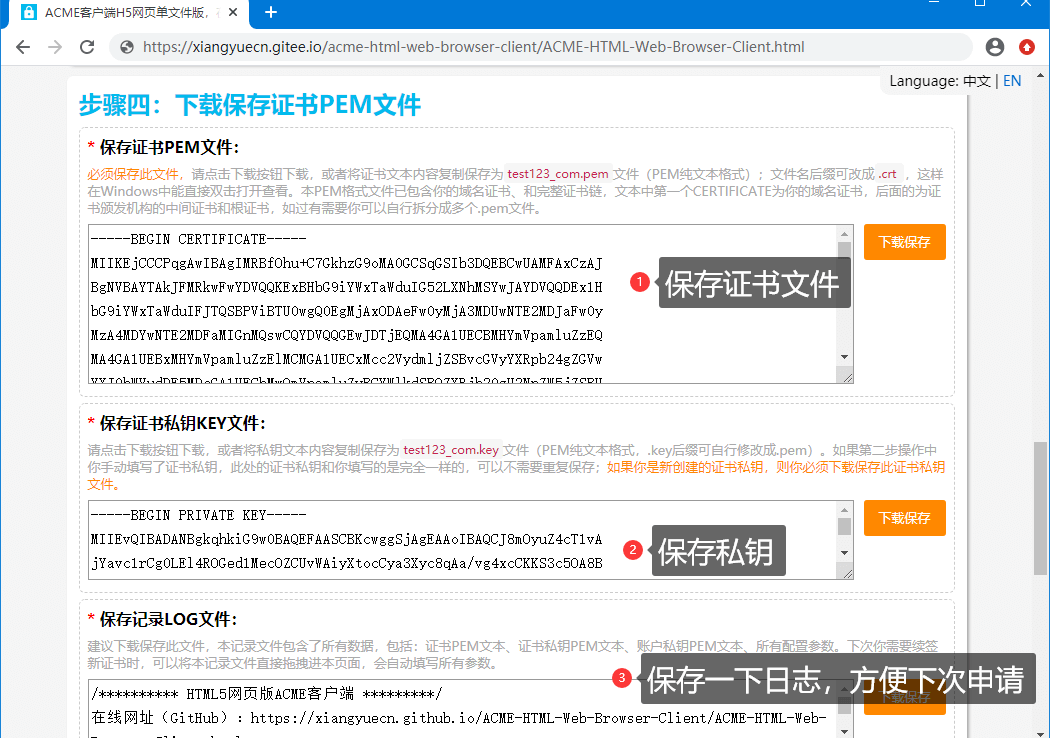 ACME客户端H5网页单文件版，
https://xiangyuecn.gitee.io/acme-html-web-browser-client/ACME-HTML-Web-Browser-Client.html
Language: 中文 | EN
步骤四：下载保存证书PEM文件
* 保存证书PEM文件：
必须保存此文件，请点击下载按钮下载，或者将证书文本内容复制保存为 test123_com.pem 文件（PEM纯文本格式）；文件名后缀可改成 .crt ，这样
在Windows中能直接双击打开查看。本PEM格式文件已包含你的域名证书、和完整证书链，文本中第一个CERTIFICATE为你的域名证书，后面的为证
书颁发机构的中间证书和根证书，如过有需要你可以自行拆分成多个.pem文件。
-----BEGIN CERTIFICATE-----
MIIKEjCCCPqgAwIBAgIMRBfOhu+C7GkhzG9oMA0GCSqGSIb3DQEBCwUAMFAxCzAJ
BgNVBAYTAkJFMRkwFwYDVQQKExBHbG9iYWxTaWduIG52LXNhMSYwJAYDVQQDEx1H
bG9iYWxTaWduIFJTQSBPViBTU0wgQ0EgMjAxODAeFw0yMjA3MDUwNTE2MDJaFw0y
MzA4MDYwNTE2MDFaMIGnMQswCQYDVQQGEwJDTjEQMA4GA1UECBMHYmVpamluZzEQ
MA4GA1UEBxMHYmVpamluZzElMCMGA1UECxMcc2VydmljZSBvcGVyYXRpb24gZGVw
下载保存
1 保存证书文件
* 保存证书私钥KEY文件：
请点击下载按钮下载，或者将私钥文本内容复制保存为 test123_com.key 文件（PEM纯文本格式，.key后缀可自行修改成.pem）。如果第二步操作中
你手动填写了证书私钥，此处的证书私钥和你填写的是完全一样的，可以不需要重复保存；如果你是新创建的证书私钥，则你必须下载保存此证书私钥
文件。
-----BEGIN PRIVATE KEY-----
MIIEvQIBADANBgkqhkiG9w0BAQEFAASCBKcwggSjAgEAAoIBAQCJ8mOyuZ4cT1vA
jYavc1rCg0LEl4ROGed1MecOZCUvWAiyXtocCya3Xyc8qAa/vg4xcCKKS3c5OA8B
下载保存
2 保存私钥
* 保存记录LOG文件：
建议下载保存此文件，本记录文件包含了所有数据，包括：证书PEM文本、证书私钥PEM文本、账户私钥PEM文本、所有配置参数。下次你需要续签
新证书时，可以将本记录文件直接拖拽进本页面，会自动填写所有参数。
/********** HTML5网页版ACME客户端 *********/
在线网址（GitHub）：https://xiangyuecn.github.io/ACME-HTML-Web-Browser-Client/ACME-HTML-Web-
下载保存
3 保存一下日志，方便下次申请